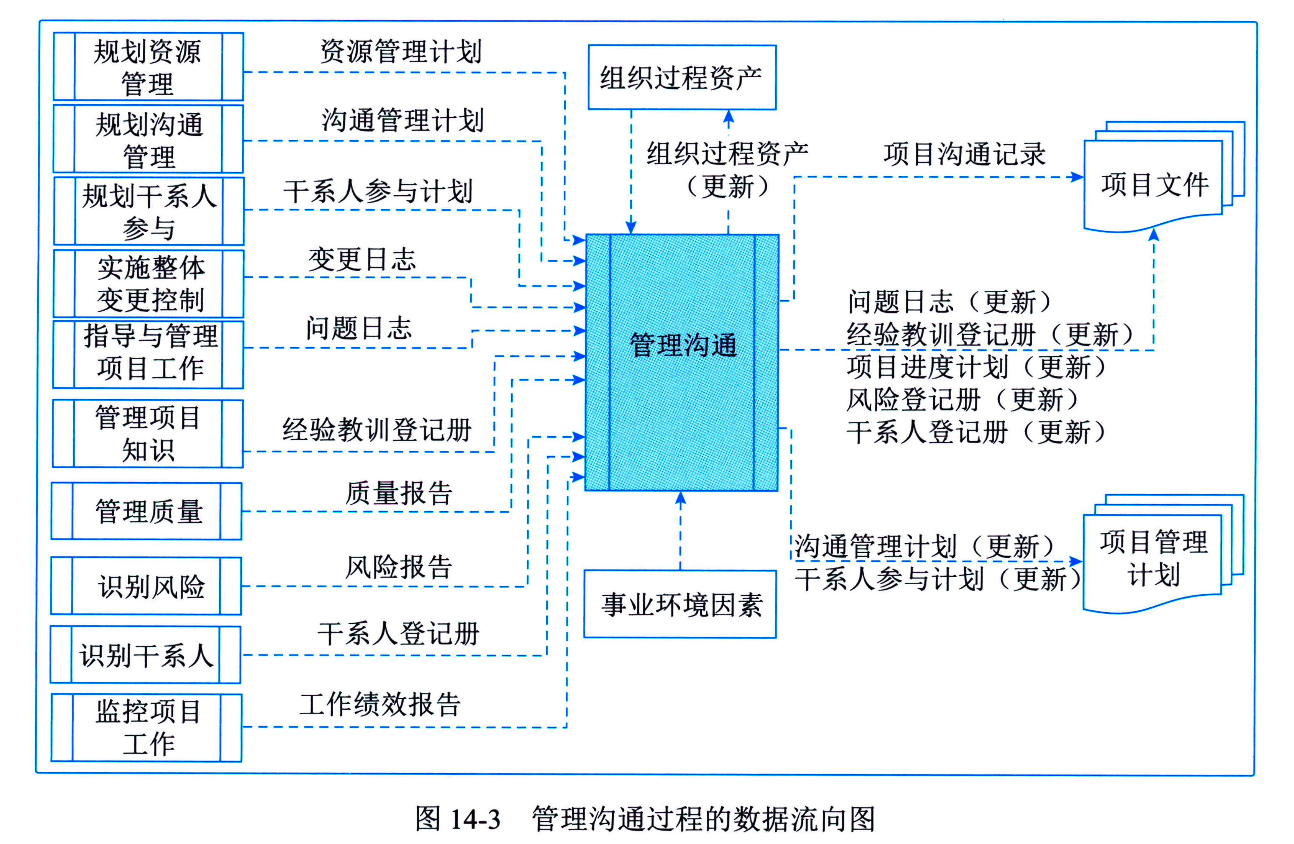 规划资源
管理
资源管理计划
规划沟通
管理
沟通管理计划
规划干系人
参与
干系人参与计划
实施整体
变更控制
变更日志
指导与管理
项目工作
问题日志
管理项目
知识
经验教训登记册
管理质量
质量报告
识别风险
风险报告
识别干系人
干系人登记册
监控项目
工作
工作绩效报告
组织过程资产
组织过程资产
（更新）
管理沟通
事业环境因素
项目沟通记录
项目文件
问题日志（更新）
经验教训登记册（更新）
项目进度计划（更新）
风险登记册（更新）
干系人登记册（更新）
沟通管理计划（更新）
干系人参与计划（更新）
项目管理
计划
图 14-3 管理沟通过程的数据流向图